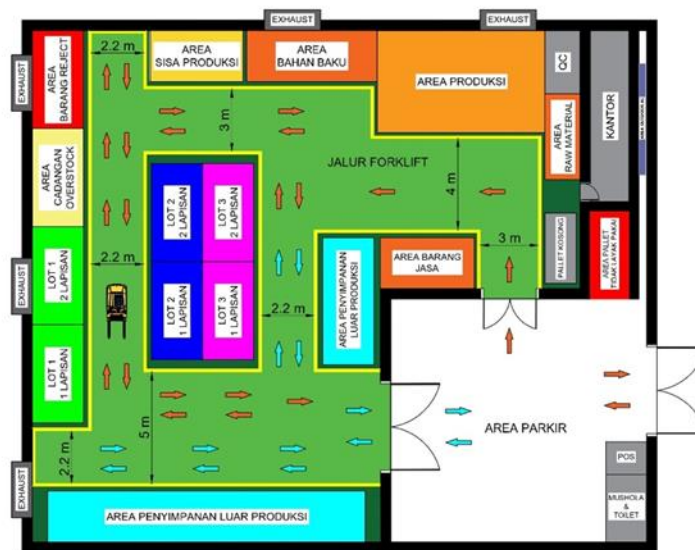 EXHAUST
EXHAUST
EXHAUST
EXHAUST
EXHAUST
2.2 m
AREA
SISA PRODUKSI
AREA
BAHAN BAKU
AREA PRODUKSI
QC
KANTOR
AREA
BARANG REJECT
AREA
CADANGAN
OVERSTOCK
3 m
JALUR FORKLIFT
4 m
AREA
RAW MATERIAL
LOT 2
2 LAPISAN
LOT 3
2 LAPISAN
2.2 m
LOT 1
2 LAPISAN
LOT 2
1 LAPISAN
LOT 3
1 LAPISAN
2.2 m
AREA PENYIMPANAN
LUAR PRODUKSI
AREA BARANG
JASA
3 m
PALLET KOSONG
AREA PALLET
TIDAK LAYAK PAKAI
LOT 1
1 LAPISAN
5 m
2.2 m
AREA PARKIR
POS
MUSHOLA
& TOILET
AREA PENYIMPANAN LUAR PRODUKSI